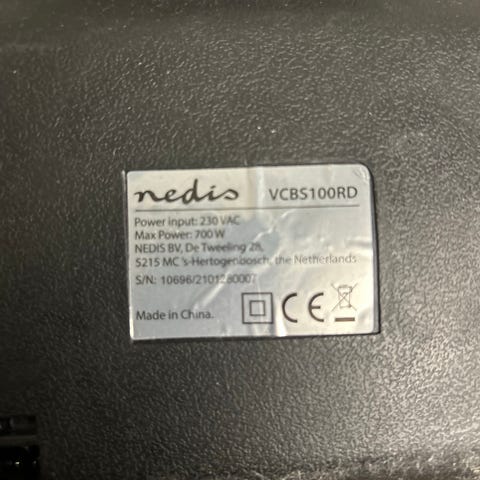 nedis VCBS100RD
Power input: 230 VAC
Max Power: 700 W
NEDIS BV, De Tweeling 28,
5215 MC 's-Hertogenbosch, the Netherlands
S/N: 10696/2101280007
Made in China.
CE